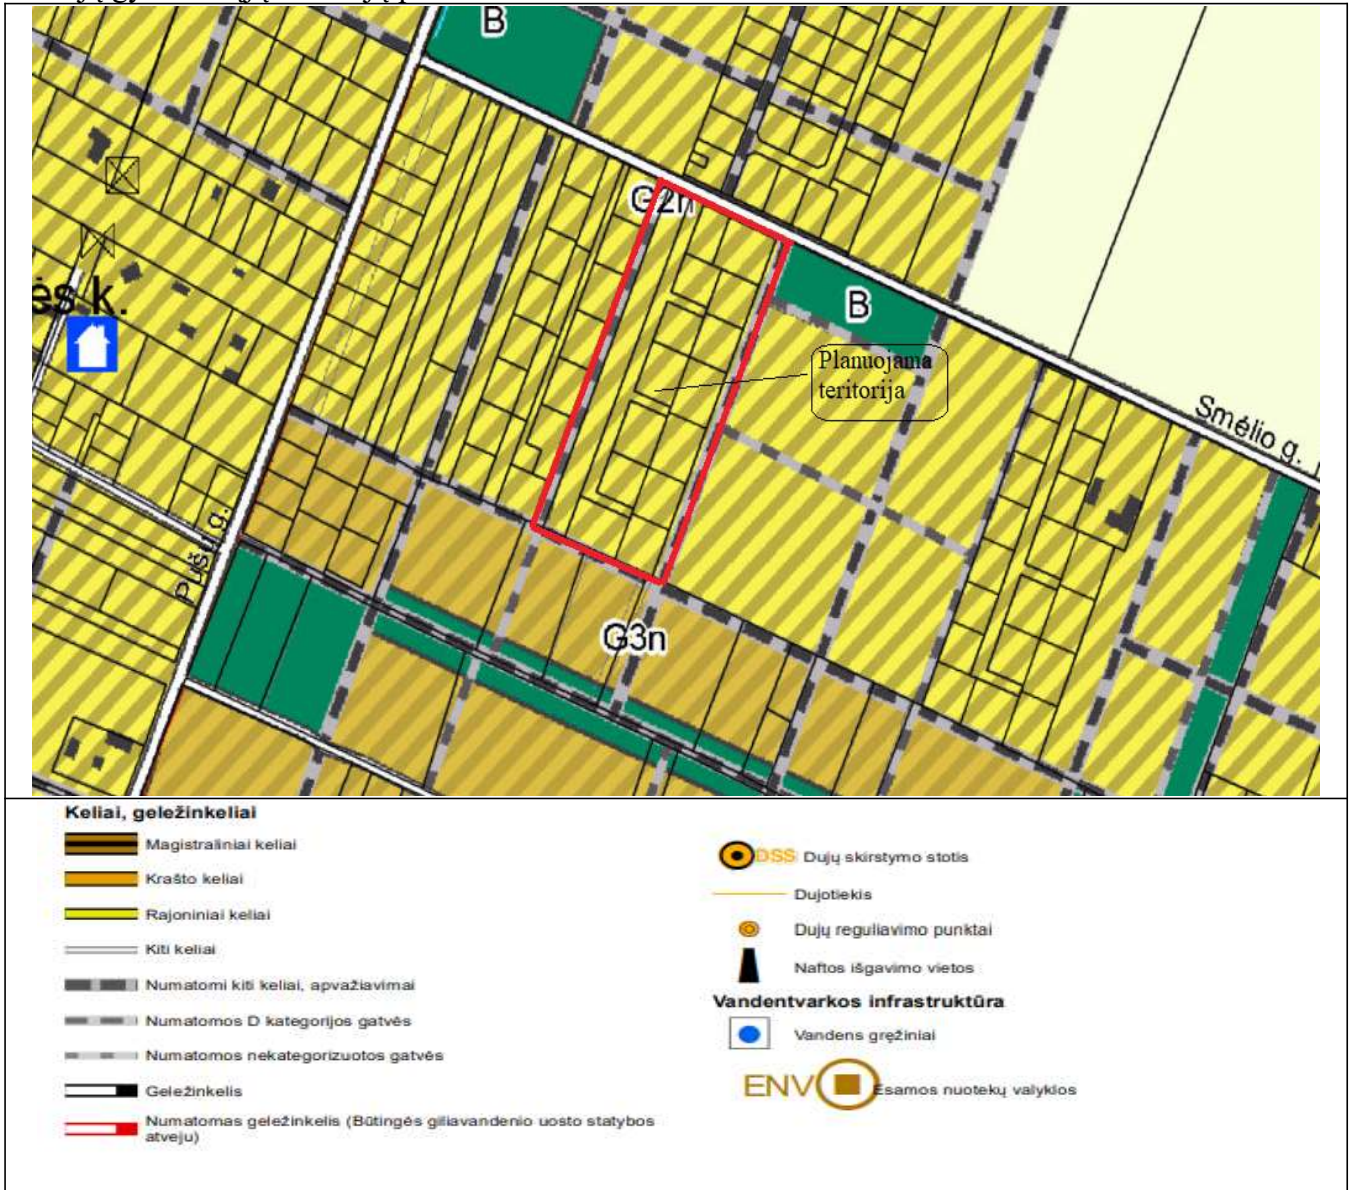 B
G2n
ės k.
B
Planuojama
teritorija
Smėlio g.
Pušų g.
G3n
Keliai, geležinkeliai
Magistraliniai keliai
Krašto keliai
Rajoniniai keliai
Kiti keliai
Numatomi kiti keliai, apvažiavimai
Numatomos D kategorijos gatvės
Numatomos nekategorizuotos gatvės
Geležinkelis
Numatomas geležinkelis (Būtingės giliavandenio uosto statybos
atveju)
DSS Dujų skirstymo stotis
Dujotiekis
Dujų reguliavimo punktai
Naftos išgavimo vietos
Vandentvarkos infrastruktūra
Vandens gręžiniai
ENV Esamos nuotekų valyklos